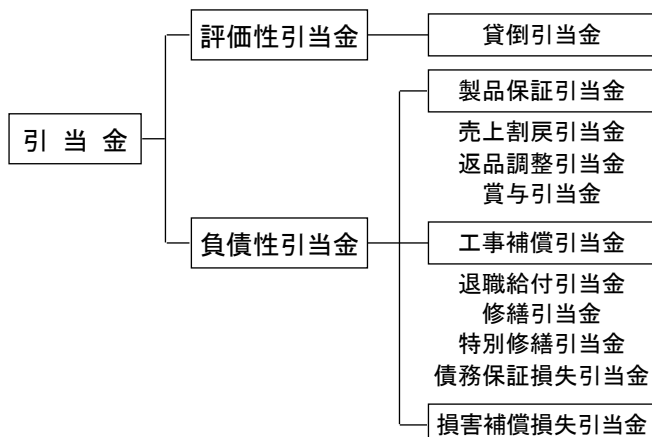 引当金
評価性引当金
貸倒引当金
負債性引当金
製品保証引当金
売上割戻引当金
返品調整引当金
賞与引当金
工事補償引当金
退職給付引当金
修繕引当金
特別修繕引当金
債務保証損失引当金
損害補償損失引当金